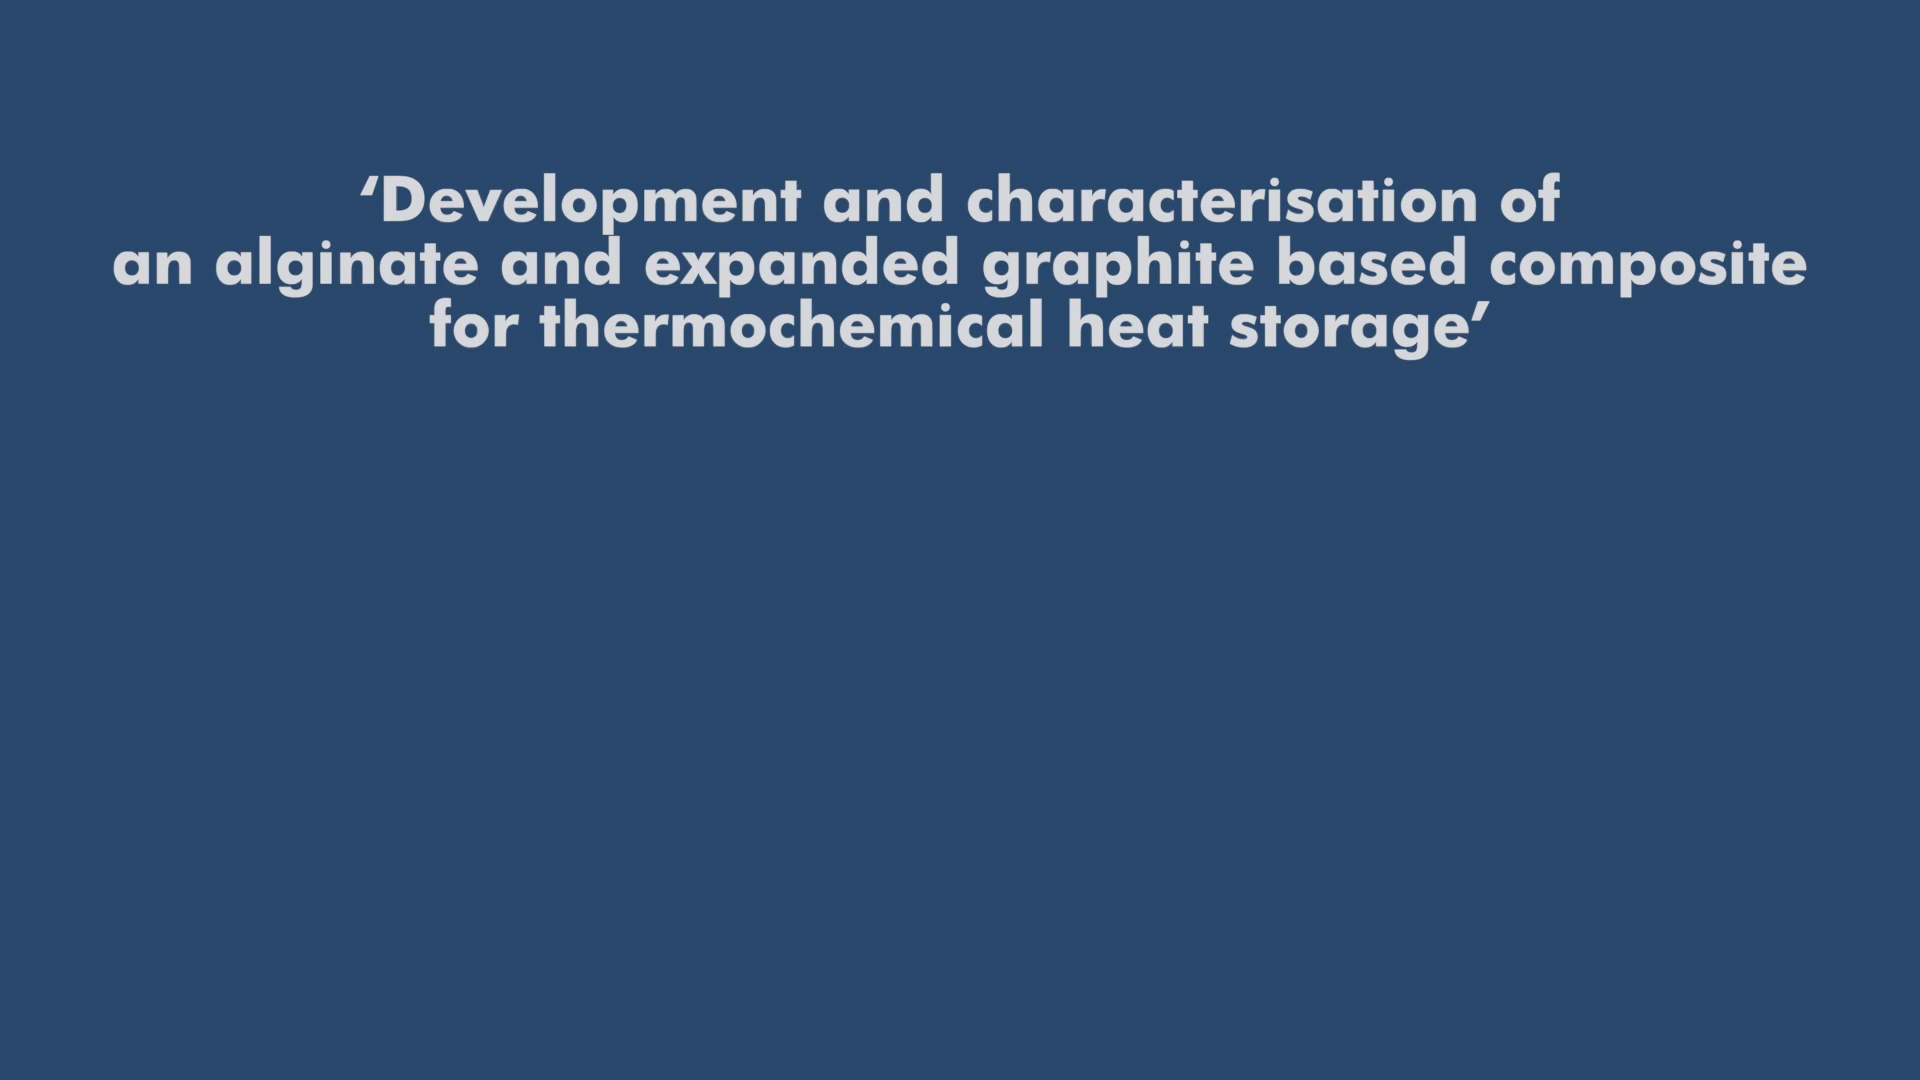 ‘Development and characterisation of
an alginate and expanded graphite based composite
for thermochemical heat storage’